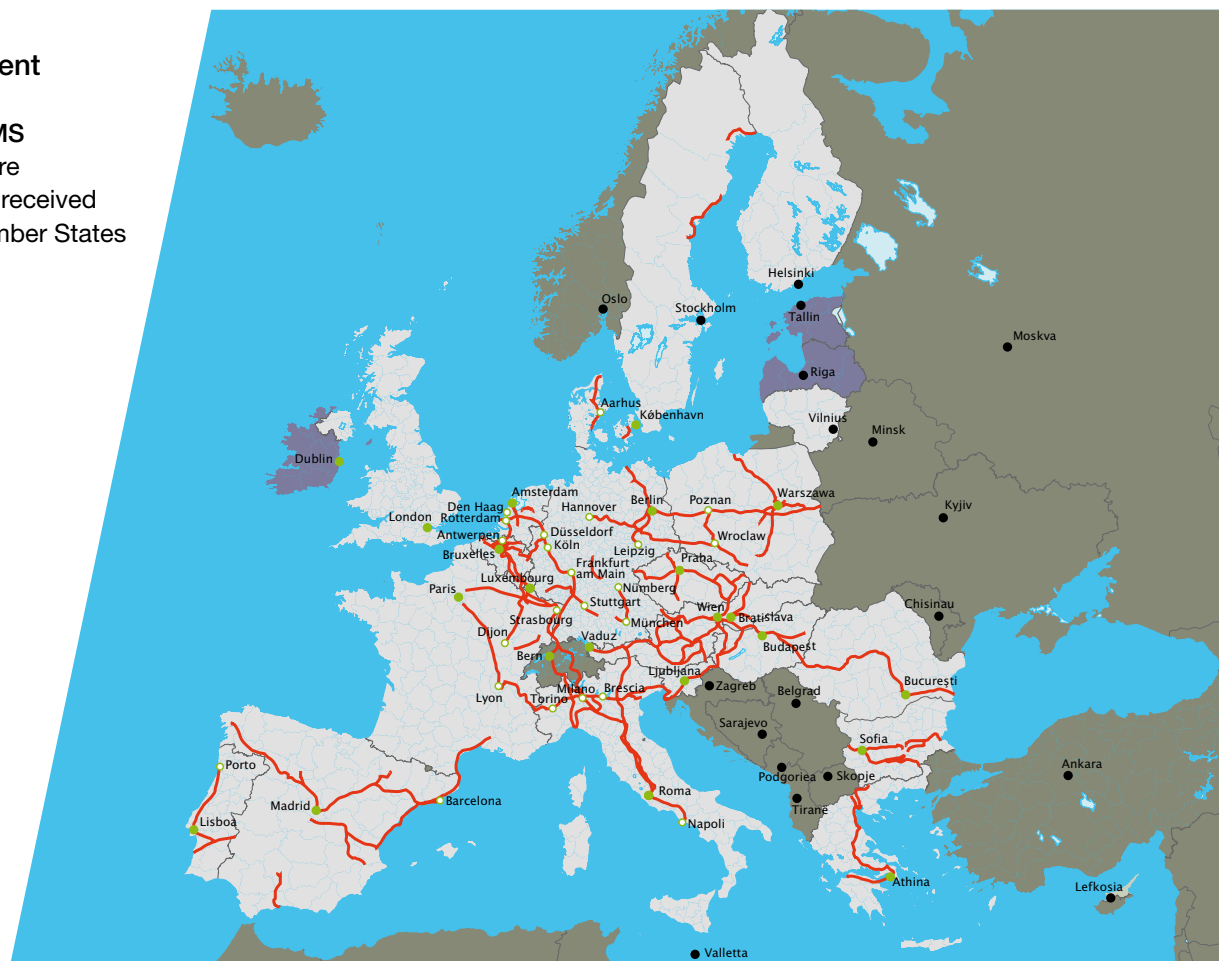 ent
MS
re
received
mber States
Helsinki
Oslo
Stockholm
Tallin
Moskva
Riga
Aarhus
København
Vilnius
Minsk
Dublin
Amsterdam
Den Haag
Hannover
Berlin
Poznan
Warszawa
London
Rotterdam
Kyjiv
Antwerpen
Düsseldorf
Bruxelles
Köln
Leipzig
Wroclaw
Frankfurt
am Main
Praha
Luxembourg
Paris
Nürnberg
Stuttgart
Wien
Bratislava
Chisinau
Strasbourg
München
Dijon
Vaduz
Budapest
Bern
Ljubljana
Bucureşti
Milano
Brescia
Zagreb
Belgrad
Lyon
Torino
Sarajevo
Sofia
Porto
Podgoriea
Skopje
Ankara
Madrid
Barcelona
Roma
Tiranë
Lisboa
Napoli
Athina
Lefkosia
Valletta